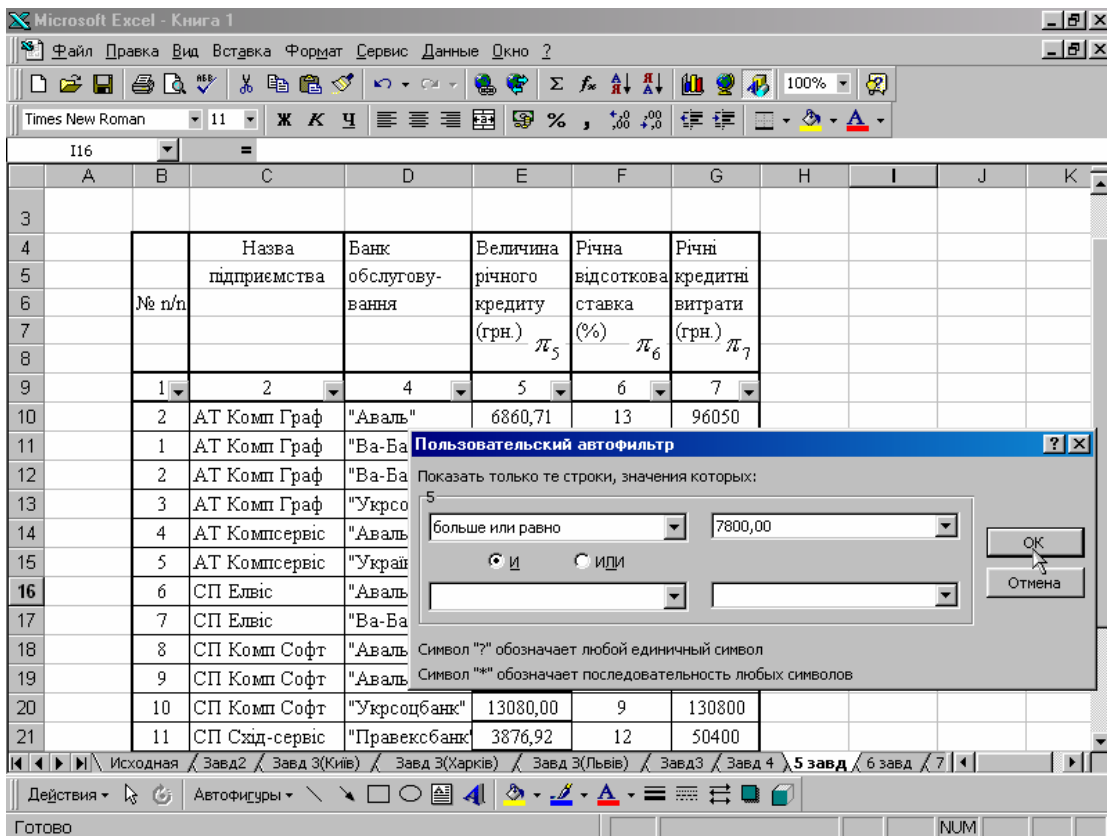 Microsoft Excel - Книга 1
Файл Правка Вид Вставка Формат Сервис Данные Окно ?
100%
Times New Roman 11 Ж К Ч % ,
I16 =
A B C D E F G H I J K
3
4 Назва Банк Величина Річна Річні
5 підприємства обслугову- річного відсоткова кредитні
6 № п/п вання кредиту ставка витрати
7 (грн.) (%) (грн.)
8 π5 π6 π7
9 1 2 4 5 6 7
10 2 АТ Комп Граф "Аваль" 6860,71 13 96050
11 1 АТ Комп Граф "Ва-Ба
12 2 АТ Комп Граф "Ва-Ба
13 3 АТ Комп Граф "Укрсо
14 4 АТ Компсервіс "Аваль
15 5 АТ Компсервіс "Україн
16 6 СП Елвіс "Аваль
17 7 СП Елвіс "Ва-Ба
18 8 СП Комп Софт "Аваль
19 9 СП Комп Софт "Аваль
20 10 СП Комп Софт "Укрсоцбанк" 13080,00 9 130800
21 11 СП Схід-сервіс "Правексбанк" 3876,92 12 50400
Пользовательский автофильтр
Показать только те строки, значения которых:
5
больше или равно 7800,00
И ИЛИ
OK
Отмена
Символ "?" обозначает любой единичный символ
Символ "*" обозначает последовательность любых символов
Исходная Завд2 Завд 3(Київ) Завд 3(Харків) Завд 3(Львів) Завд3 Завд 4 5 завд 6 завд 7
Действия Автофигуры
Готово NUM